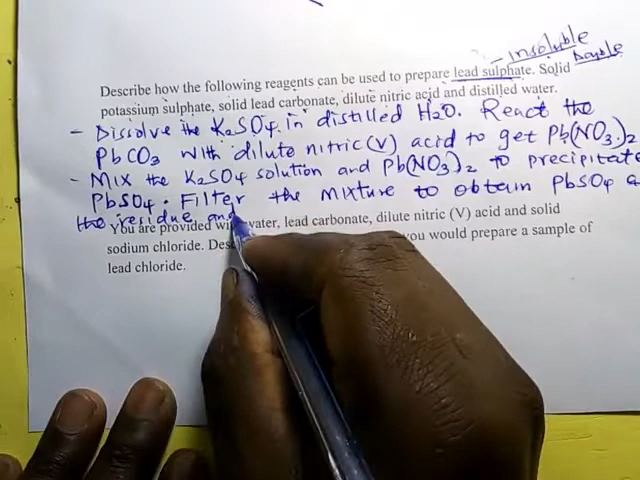 insoluble
Describe how the following reagents can be used to prepare lead sulphate. Solid Double
potassium sulphate, solid lead carbonate, dilute nitric acid and distilled water.
- Dissolve the K2SO4 in distilled H2O. React the
PbCO3 with dilute nitric(V) acid to get Pb(NO3)2
- Mix the K2SO4 solution and Pb(NO3)2 to precipitate
PbSO4. Filter the mixture to obtain PbSO4 a
the residue and
You are provided wi water, lead carbonate, dilute nitric (V) acid and solid
sodium chloride. Des you would prepare a sample of
lead chloride.